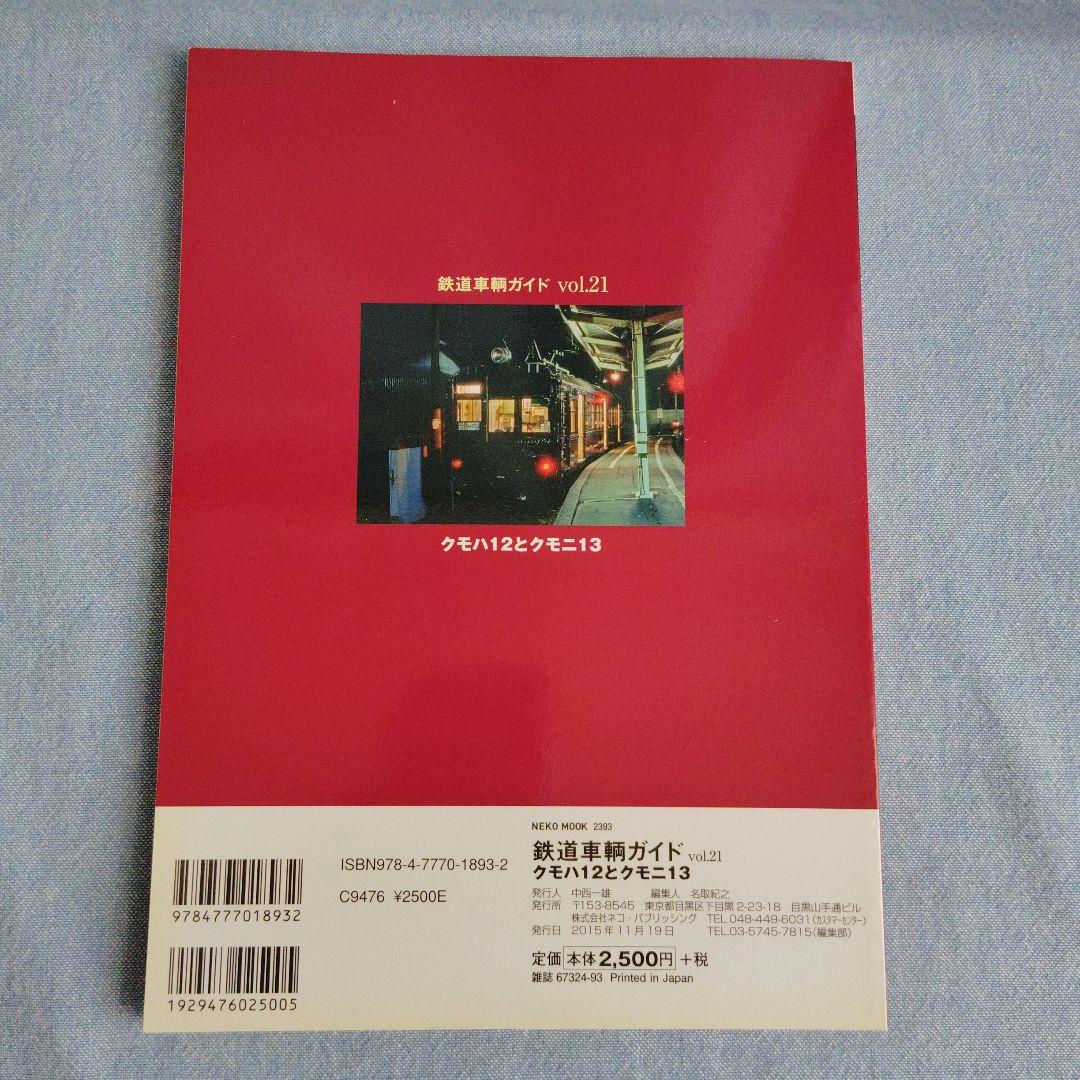 鉄道車輌ガイド vol.21
クモハ12とクモニ13
NEKO MOOK 2393
鉄道車輌ガイド vol.21
クモハ12とクモニ13
発行人 中西一雄 編集人 名取紀之
発行所 〒153-8545 東京都目黒区下目黒2-23-18 目黒山手通ビル
株式会社ネコ・パブリッシング TEL.048-449-6031(カスタマーセンター)
発行日 2015年11月19日 TEL.03-5745-7815(編集部)
定価 本体2,500円 +税
雑誌 67324-93 Printed in Japan
ISBN978-4-7770-1893-2
C9476 ¥2500E
9784777018932
1929476025005